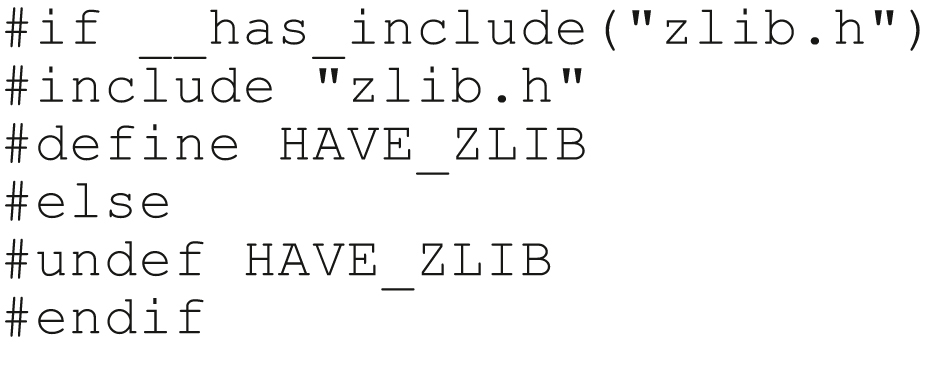 #if __has_include("zlib.h")
#include "zlib.h"
#define HAVE_ZLIB
#else
#undef HAVE_ZLIB
#endif